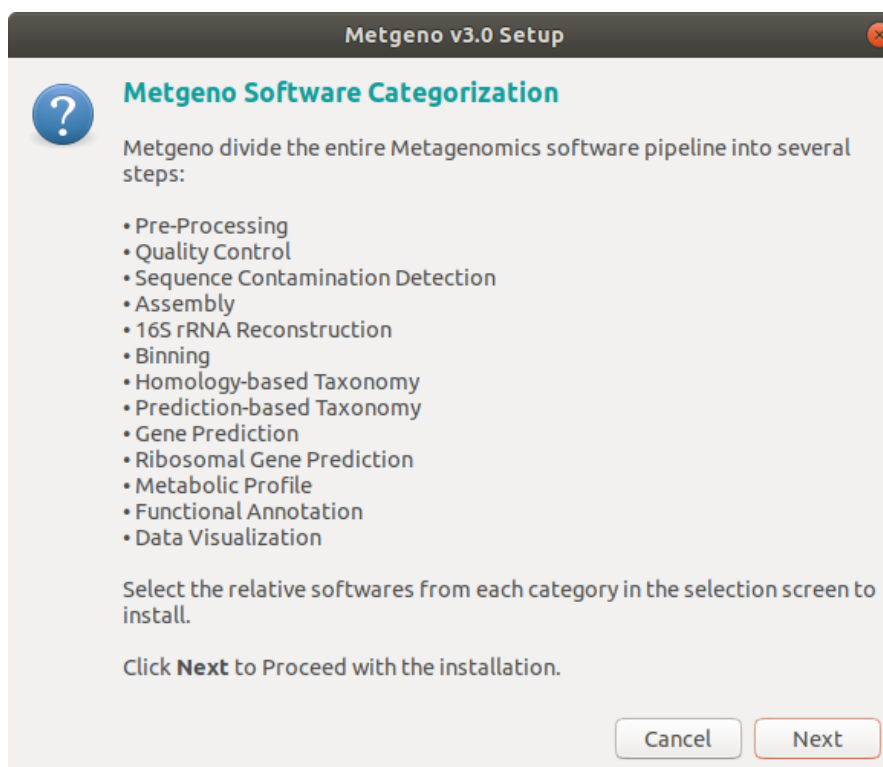 Metgeno v3.0 Setup
Metgeno Software Categorization
Metgeno divide the entire Metagenomics software pipeline into several
steps:
• Pre-Processing
• Quality Control
• Sequence Contamination Detection
• Assembly
• 16S rRNA Reconstruction
• Binning
• Homology-based Taxonomy
• Prediction-based Taxonomy
• Gene Prediction
• Ribosomal Gene Prediction
• Metabolic Profile
• Functional Annotation
• Data Visualization
Select the relative softwares from each category in the selection screen to
install.
Click Next to Proceed with the installation.
Cancel Next